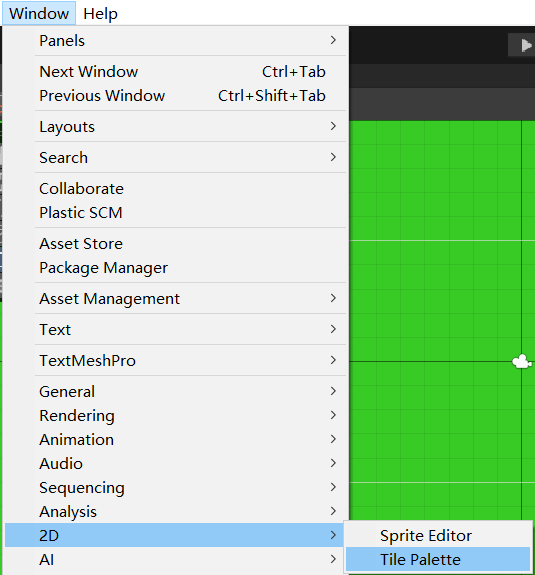 Window Help
Panels
Next Window Ctrl+Tab
Previous Window Ctrl+Shift+Tab
Layouts
Search
Collaborate
Plastic SCM
Asset Store
Package Manager
Asset Management
Text
TextMeshPro
General
Rendering
Animation
Audio
Sequencing
Analysis
2D
Sprite Editor
AI
Tile Palette